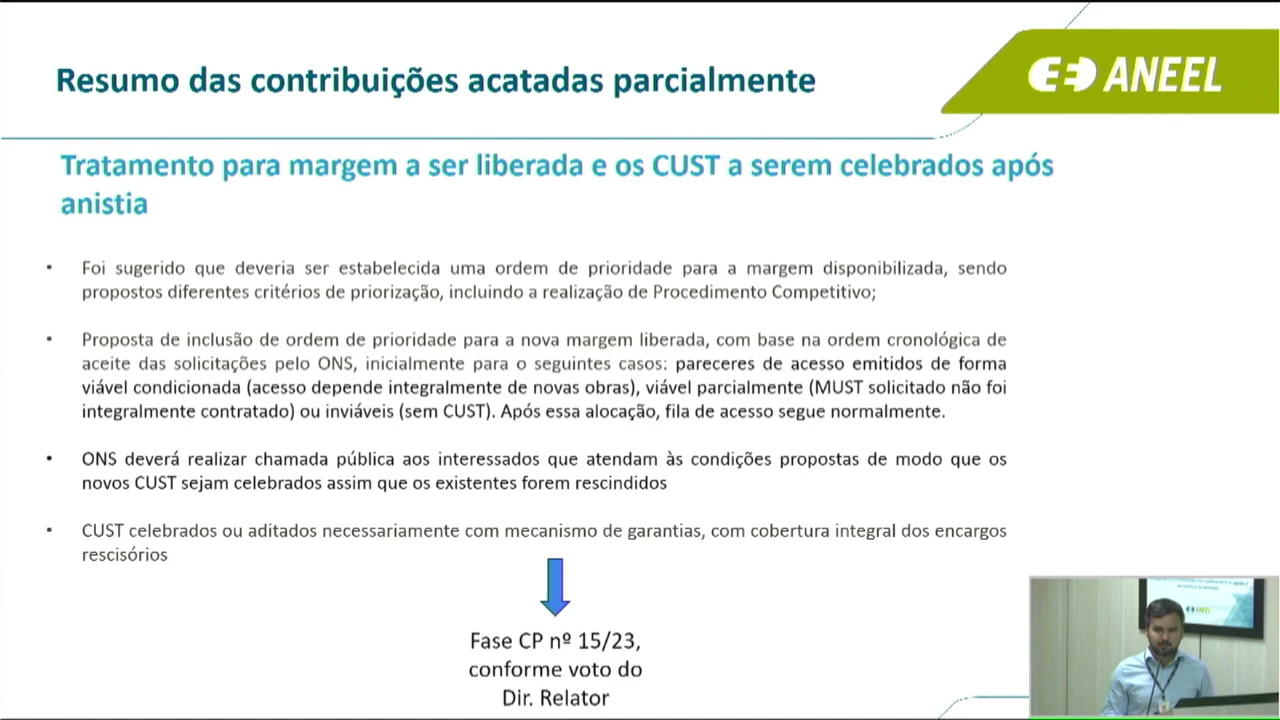 Resumo das contribuições acatadas parcialmente
ANEEL
Tratamento para margem a ser liberada e os CUST a serem celebrados após
anistia
• Foi sugerido que deveria ser estabelecida uma ordem de prioridade para a margem disponibilizada, sendo
propostos diferentes critérios de priorização, incluindo a realização de Procedimento Competitivo;
• Proposta de inclusão de ordem de prioridade para a nova margem liberada, com base na ordem cronológica de
aceite das solicitações pelo ONS, inicialmente para o seguintes casos: pareceres de acesso emitidos de forma
viável condicionada (acesso depende integralmente de novas obras), viável parcialmente (MUST solicitado não foi
integralmente contratado) ou inviáveis (sem CUST). Após essa alocação, fila de acesso segue normalmente.
• ONS deverá realizar chamada pública aos interessados que atendam às condições propostas de modo que os
novos CUST sejam celebrados assim que os existentes forem rescindidos
• CUST celebrados ou aditados necessariamente com mecanismo de garantias, com cobertura integral dos encargos
rescisórios
Fase CP nº 15/23,
conforme voto do
Dir. Relator
ANEEL